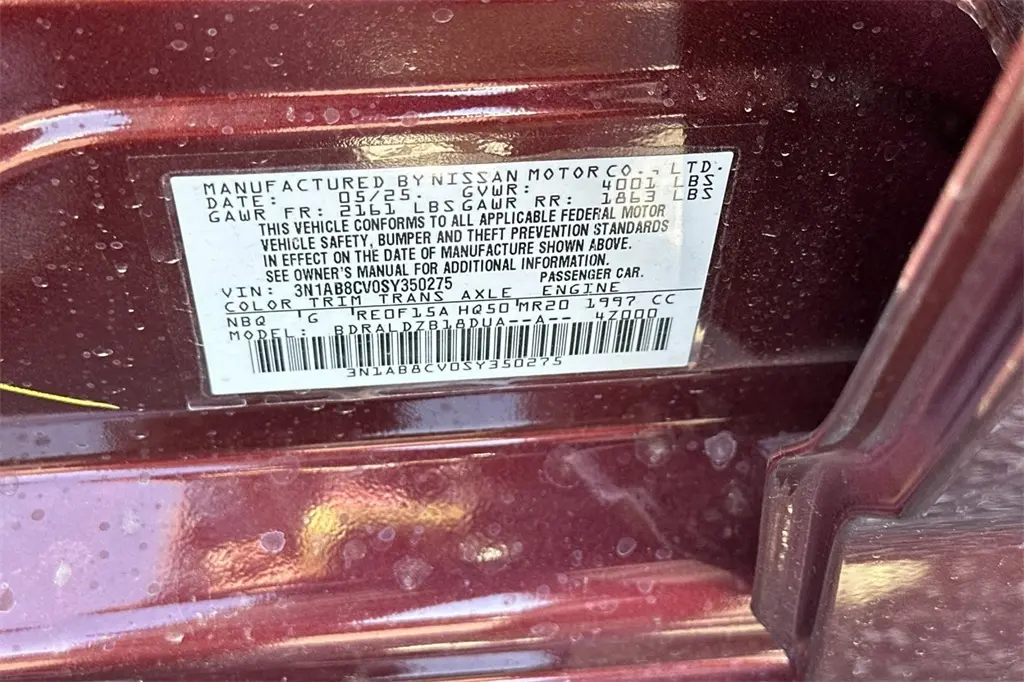 MANUFACTURED BY NISSAN MOTOR CO., LTD.
DATE: 05/25. GVWR: 4001 LBS
GAWR FR: 2161 LBS GAWR RR: 1863 LBS
THIS VEHICLE CONFORMS TO ALL APPLICABLE FEDERAL MOTOR
VEHICLE SAFETY, BUMPER AND THEFT PREVENTION STANDARDS
IN EFFECT ON THE DATE OF MANUFACTURE SHOWN ABOVE.
SEE OWNER'S MANUAL FOR ADDITIONAL INFORMATION.
VIN: 3N1AB8CV0SY350275 PASSENGER CAR.
COLOR TRIM TRANS AXLE ENGINE
NBQ G RE0F15A HQ50 MR20 1997 CC
MODEL: BDRALDZB18DUA--A-- 4Z000
3N1AB8CV0SY350275